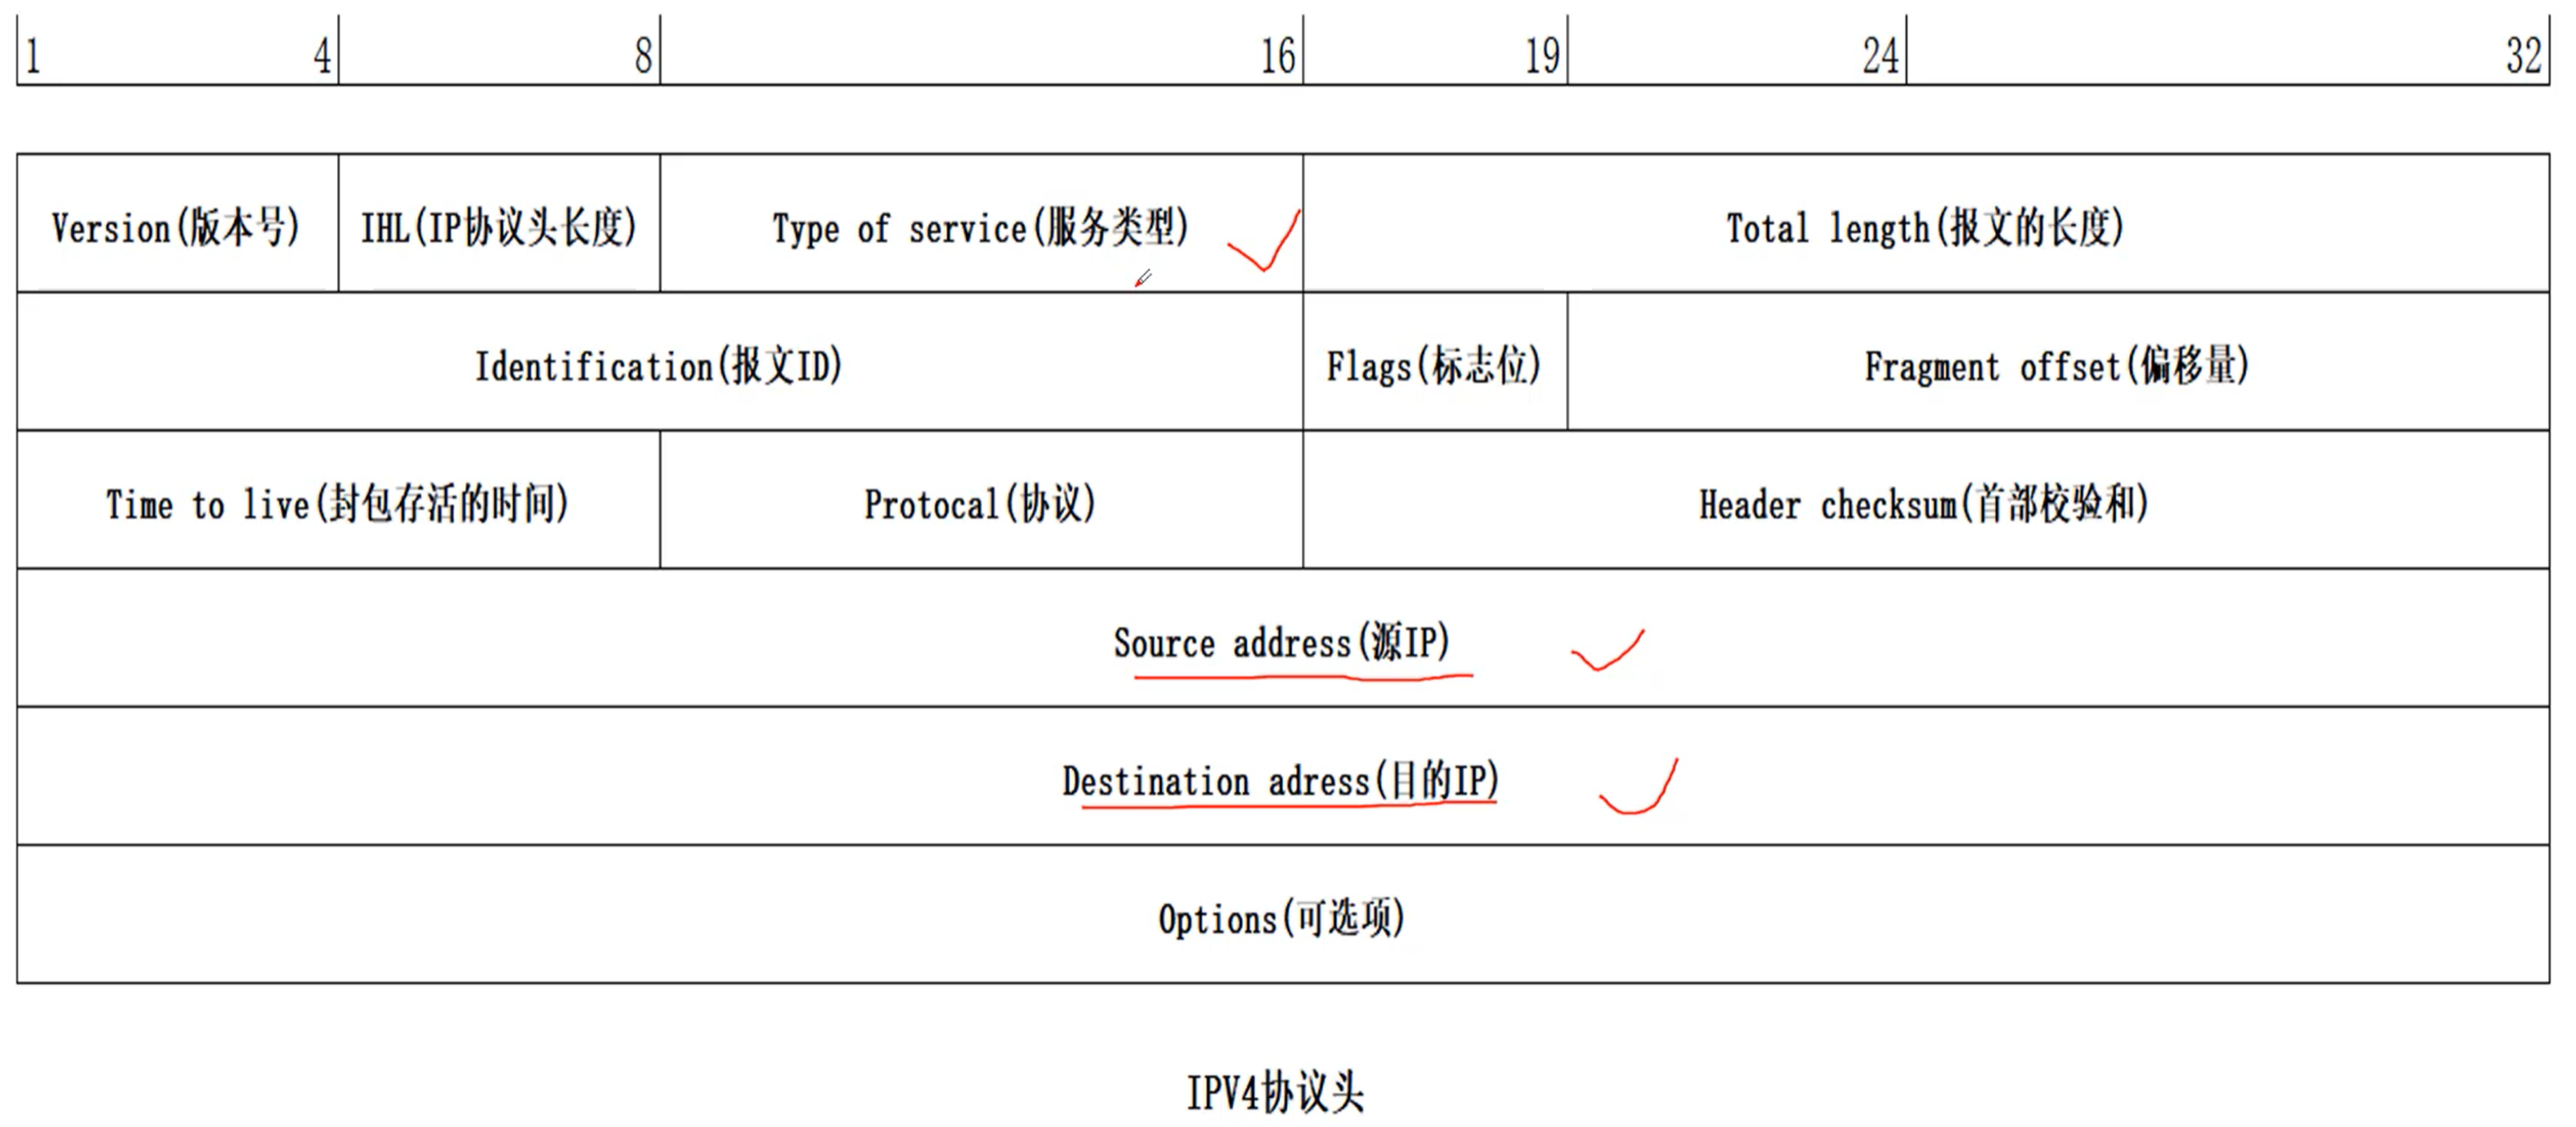 1 4 8 16 19 24 32
Version(版本号) IHL(IP协议头长度) Type of service(服务类型) Total length(报文的长度)
Identification(报文ID) Flags(标志位) Fragment offset(偏移量)
Time to live(封包存活的时间) Protocal(协议) Header checksum(首部校验和)
Source address(源IP)
Destination adress(目的IP)
Options(可选项)
IPV4协议头